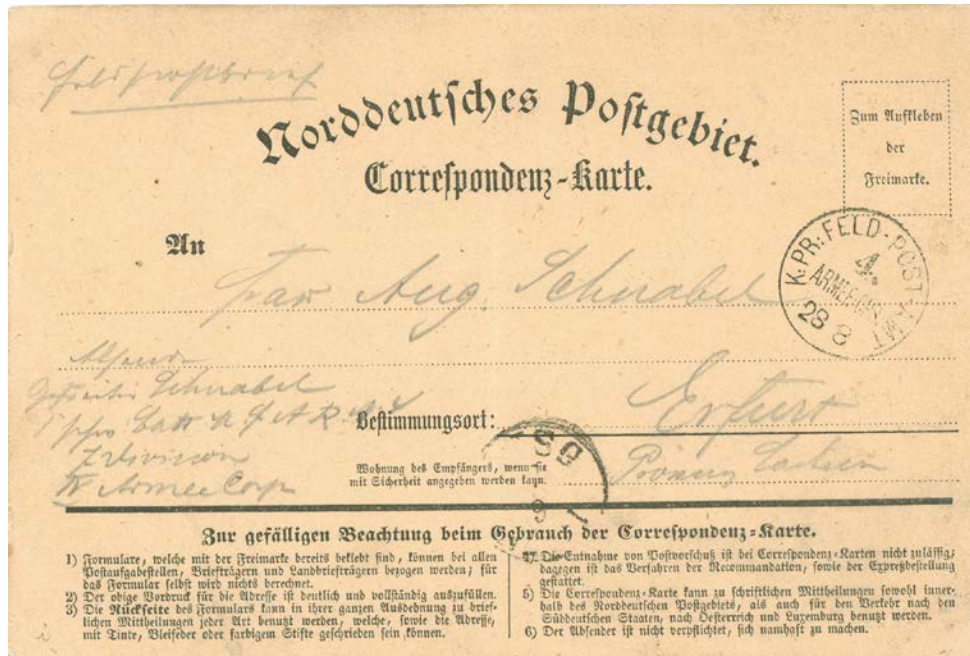 Feldpostbrief
Norddeutsches Postgebiet.
Correspondenz-Karte.
Zum Aufkleben
der
Freimarke.
K.PR.FELD-POST-AMT
4.
ARMEE-CORPS
28 8
An
Frau Aug. Schnabel
Schnabel
7 Division
IV Armee Corps
Bestimmungsort:
Erfurt
Wohnung des Empfängers, wenn sie
mit Sicherheit angegeben werden kann.
Provinz Sachsen
Zur gefälligen Beachtung beim Gebrauch der Correspondenz-Karte.
1) Formulare, welche mit der Freimarke bereits beklebt sind, können bei allen
Postaufgabestellen, Briefträgern und Landbriefträgern bezogen werden; für
das Formular selbst wird nichts berechnet.
2) Der obige Vordruck für die Adresse ist deutlich und vollständig auszufüllen.
3) Die Rückseite des Formulars kann in ihrer ganzen Ausdehnung zu brief-
lichen Mittheilungen jeder Art benutzt werden, welche, sowie die Adresse,
mit Tinte, Bleifeder oder farbigem Stifte geschrieben sein können.
4) Die Entnahme von Postvorschuß ist bei Correspondenz-Karten nicht zulässig;
dagegen ist das Verfahren der Recommandation, sowie der Expreßbestellung
gestattet.
5) Die Correspondenz-Karte kann zu schriftlichen Mittheilungen sowohl inner-
halb des Norddeutschen Postgebiets, als auch für den Verkehr nach den
Süddeutschen Staaten, nach Oesterreich und Luxemburg benutzt werden.
6) Der Absender ist nicht verpflichtet, sich namhaft zu machen.